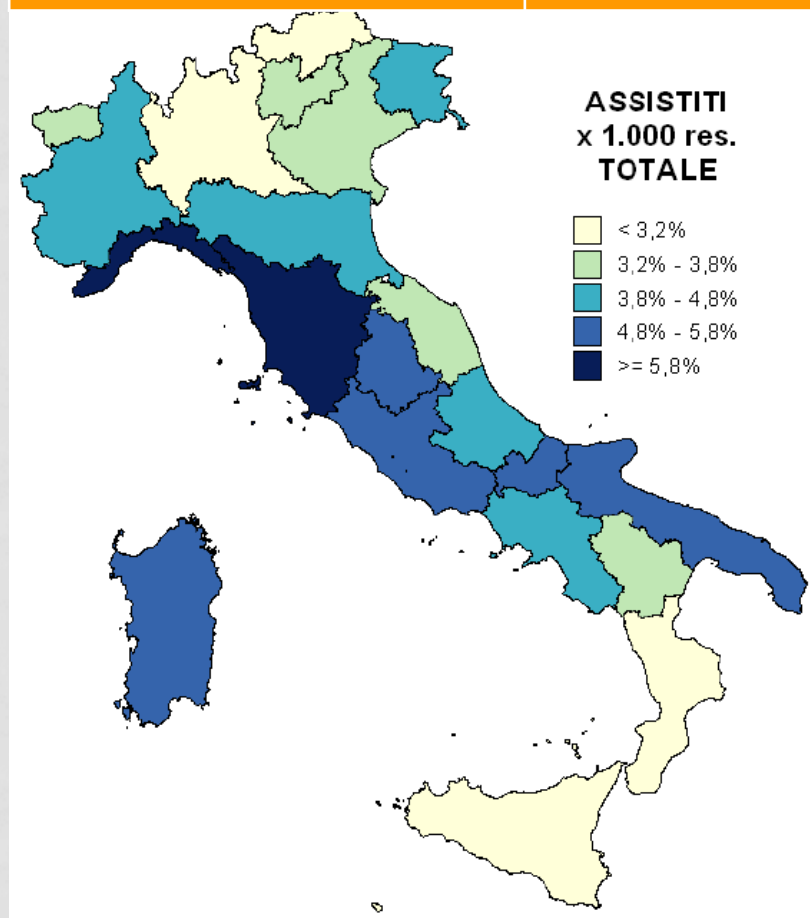 ASSISTITI
x 1.000 res.
TOTALE
< 3,2%
3,2% - 3,8%
3,8% - 4,8%
4,8% - 5,8%
>= 5,8%